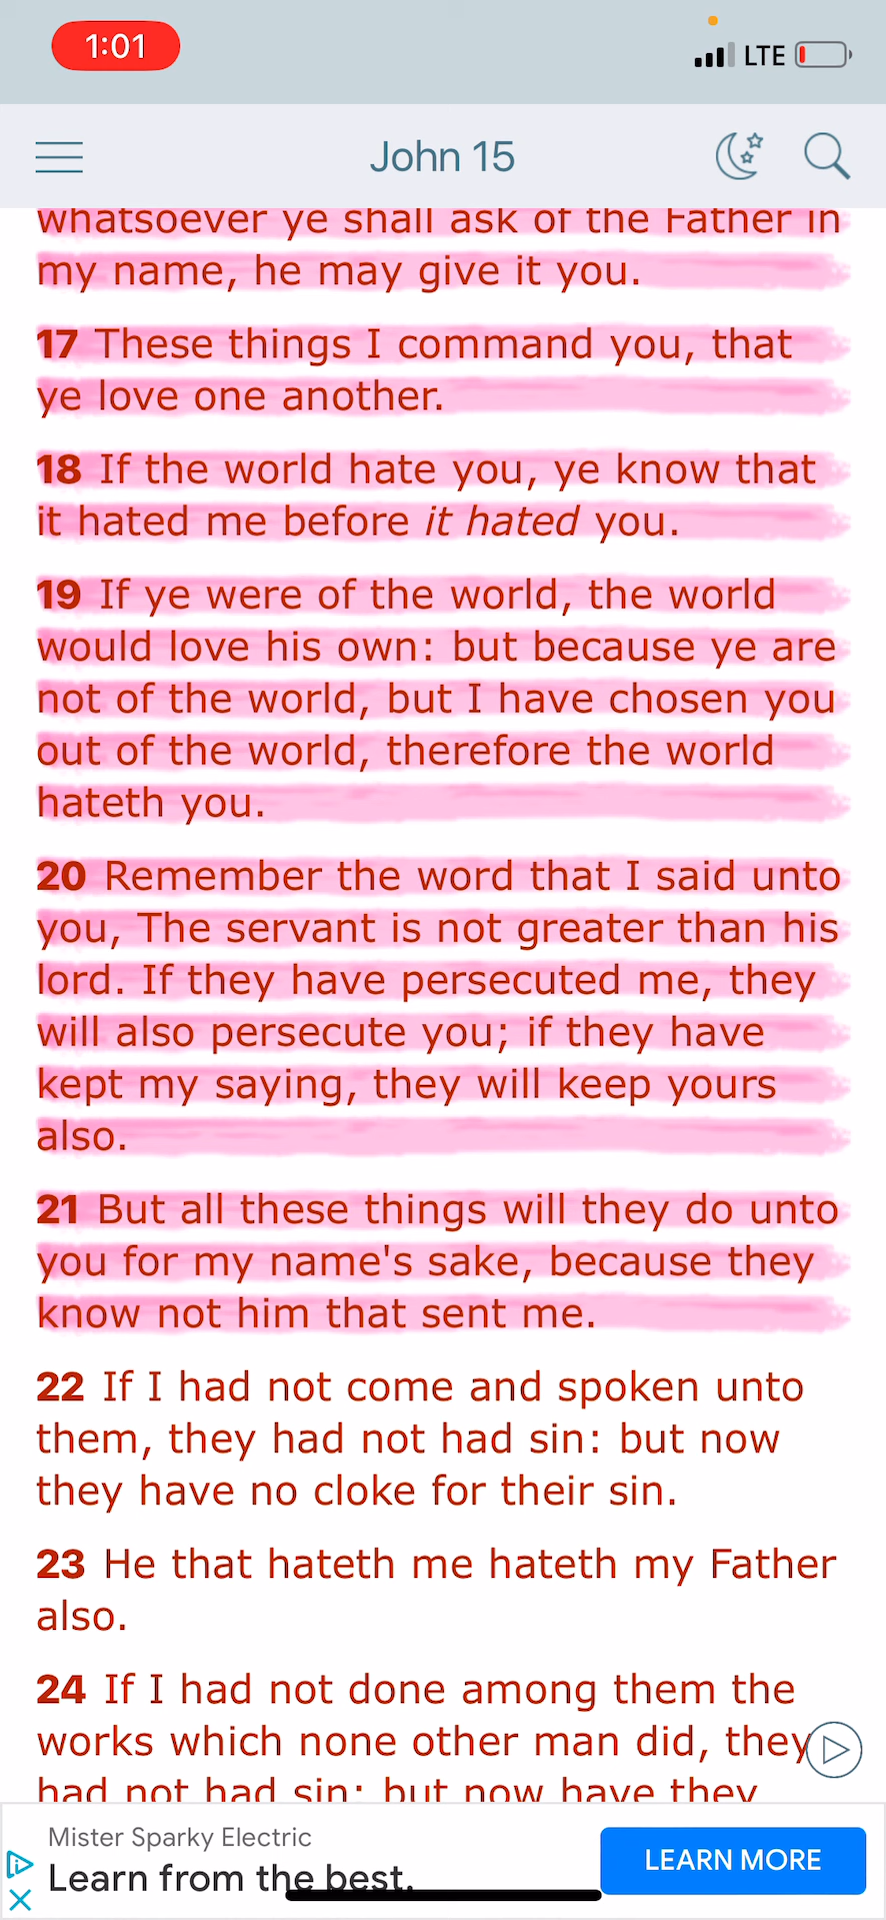 1:01
LTE
John 15
whatsoever ye shall ask of the Father in
my name, he may give it you.
17 These things I command you, that
ye love one another.
18 If the world hate you, ye know that
it hated me before it hated you.
19 If ye were of the world, the world
would love his own: but because ye are
not of the world, but I have chosen you
out of the world, therefore the world
hateth you.
20 Remember the word that I said unto
you, The servant is not greater than his
lord. If they have persecuted me, they
will also persecute you; if they have
kept my saying, they will keep yours
also.
21 But all these things will they do unto
you for my name's sake, because they
know not him that sent me.
22 If I had not come and spoken unto
them, they had not had sin: but now
they have no cloke for their sin.
23 He that hateth me hateth my Father
also.
24 If I had not done among them the
works which none other man did, they
had not had sin: but now have they
Mister Sparky Electric
Learn from the best.
LEARN MORE